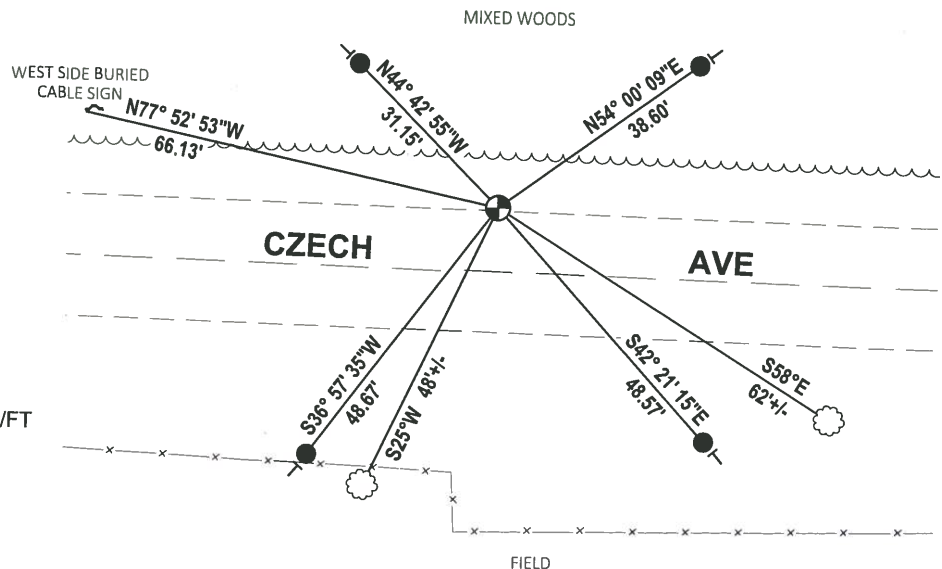 MIXED WOODS
WEST SIDE BURIED
CABLE SIGN
N77° 52' 53"W
66.13'
N44° 42' 55"W
31.15'
N54° 00' 09"E
38.60'
CZECH AVE
S36° 57' 35"W
48.67'
S25°W 48'+/-
S42° 21' 15"E
48.57'
S58°E
62'+/-
/FT
FIELD